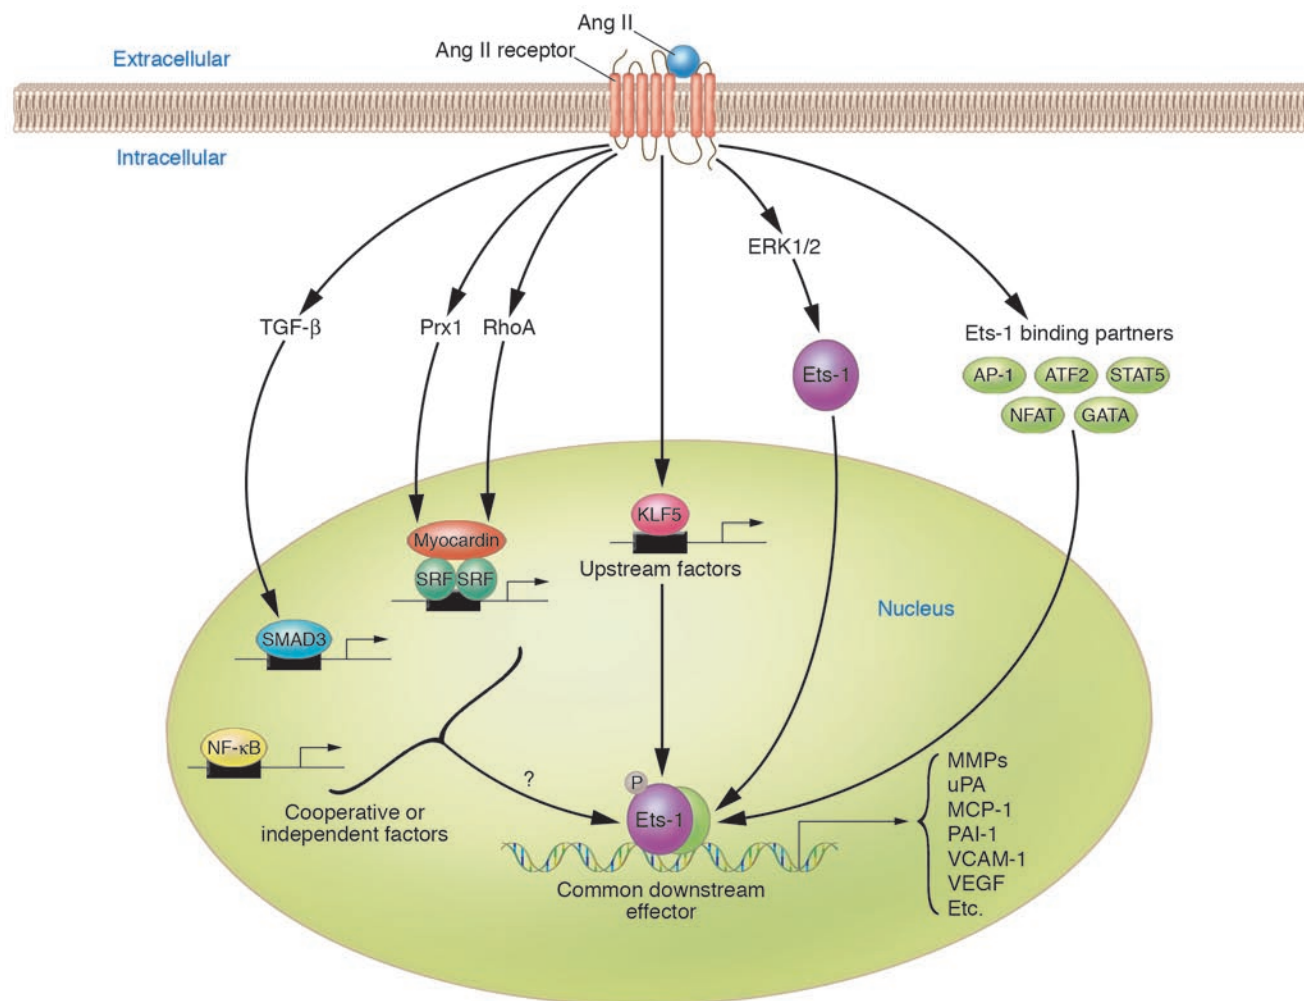 Ang II
Ang II receptor
Extracellular
Intracellular
ERK1/2
TGF-β
Prx1
RhoA
Ets-1 binding partners
Ets-1
AP-1
ATF2
STAT5
NFAT
GATA
KLF5
Myocardin
SRF
SRF
Upstream factors
Nucleus
SMAD3
NF-κB
?
Cooperative or
independent factors
P
Ets-1
Common downstream
effector
MMPs
uPA
MCP-1
PAI-1
VCAM-1
VEGF
Etc.